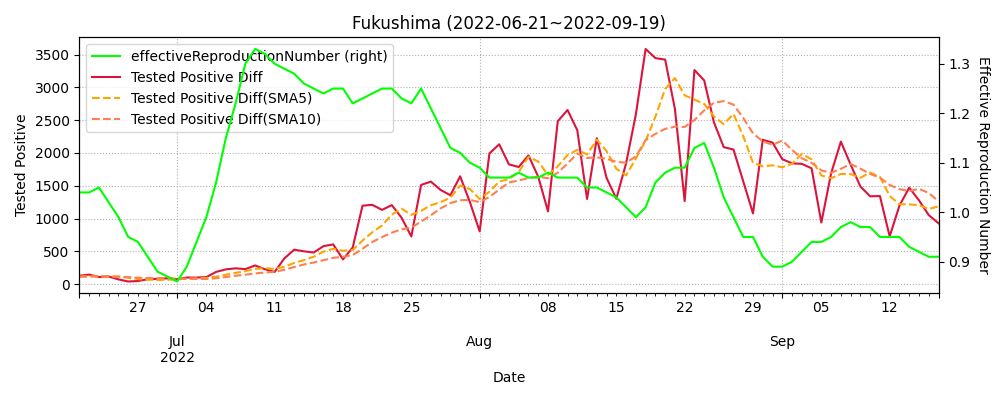 Fukushima (2022-06-21~2022-09-19)
effectiveReproductionNumber (right)
Tested Positive Diff
Tested Positive Diff(SMA5)
Tested Positive Diff(SMA10)
Tested Positive
3500
3000
2500
2000
1500
1000
500
0
1.3
1.2
1.1
1.0
0.9
Effective Reproduction Number
27 04 11 18 25 08 15 22 29 05 12
Jul Aug Sep
2022
Date